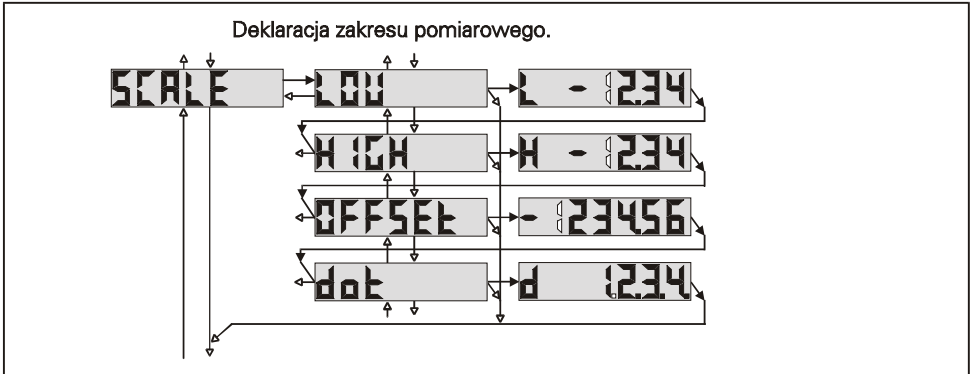 Deklaracja zakresu pomiarowego.
SCALE LOW L - 12.34
HIGH H - 12.34
OFFSEt - 1234.56
dot d 1.2.3.4.